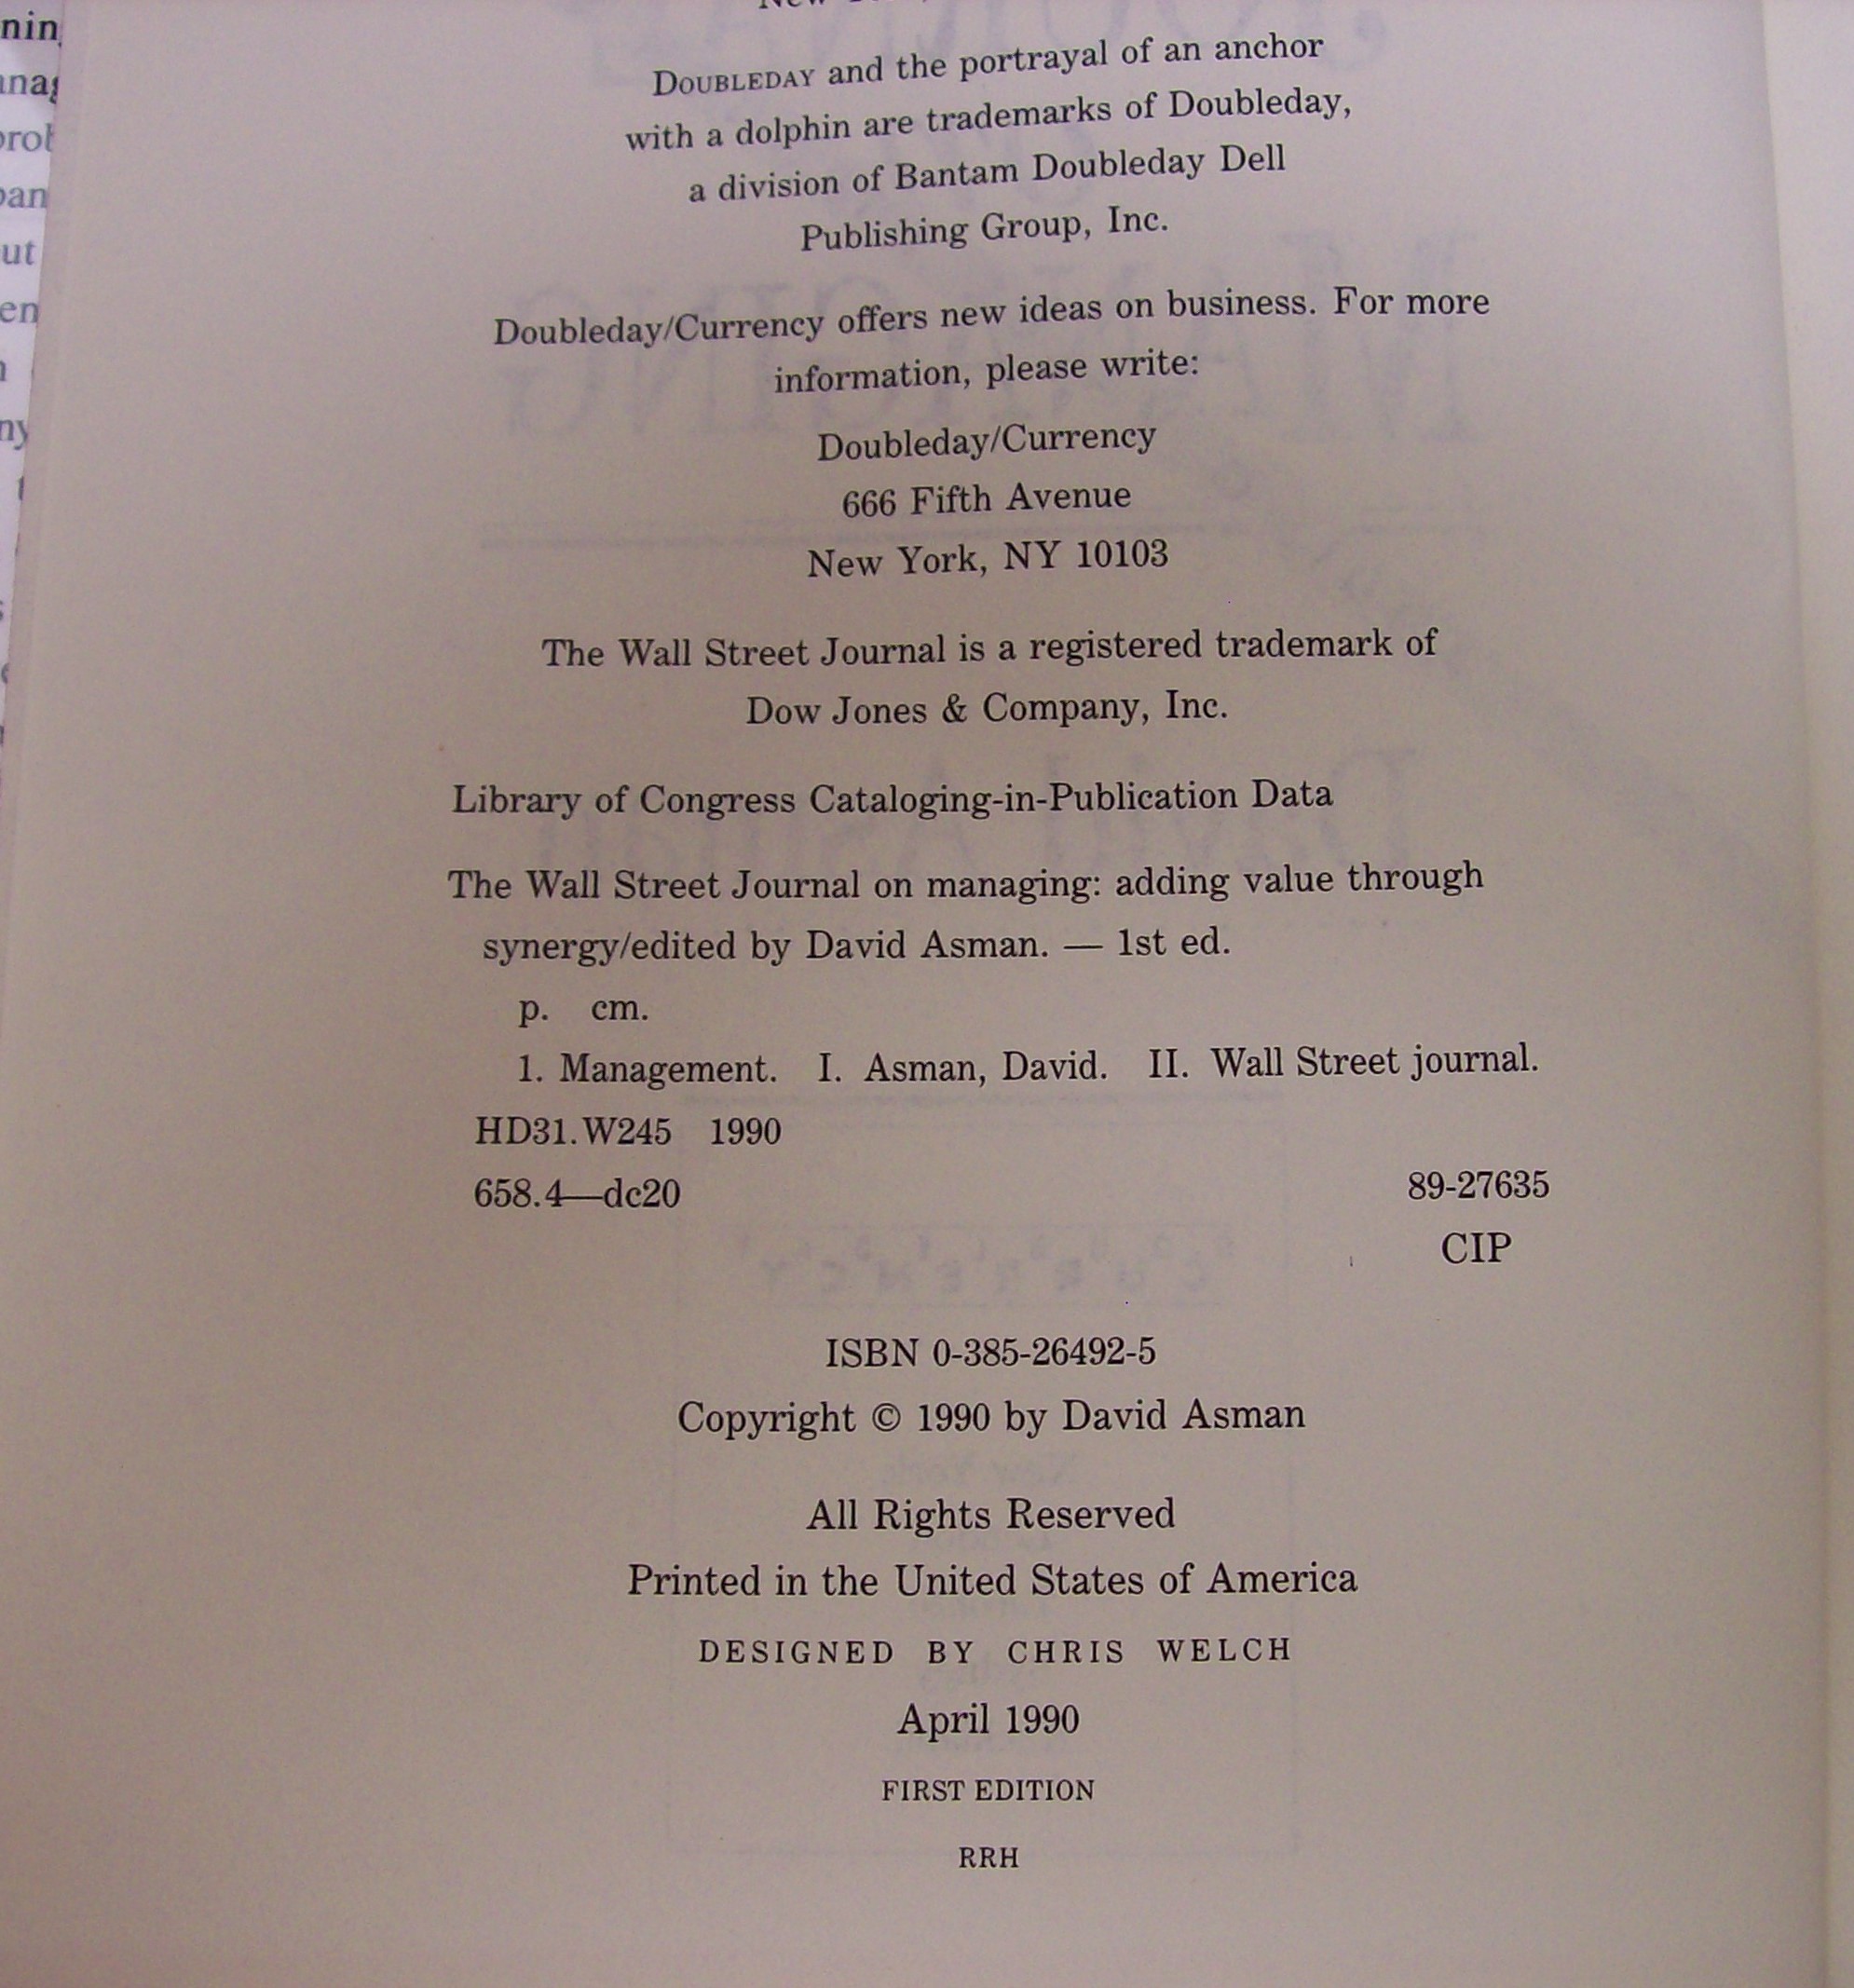 DOUBLEDAY and the portrayal of an anchor
with a dolphin are trademarks of Doubleday,
a division of Bantam Doubleday Dell
Publishing Group, Inc.
Doubleday/Currency offers new ideas on business. For more
information, please write:
Doubleday/Currency
666 Fifth Avenue
New York, NY 10103
The Wall Street Journal is a registered trademark of
Dow Jones & Company, Inc.
Library of Congress Cataloging-in-Publication Data
The Wall Street Journal on managing: adding value through
synergy/edited by David Asman. — 1st ed.
p. cm.
1. Management. I. Asman, David. II. Wall Street journal.
HD31.W245 1990
658.4—dc20 89-27635
CIP
ISBN 0-385-26492-5
Copyright © 1990 by David Asman
All Rights Reserved
Printed in the United States of America
DESIGNED BY CHRIS WELCH
April 1990
FIRST EDITION
RRH